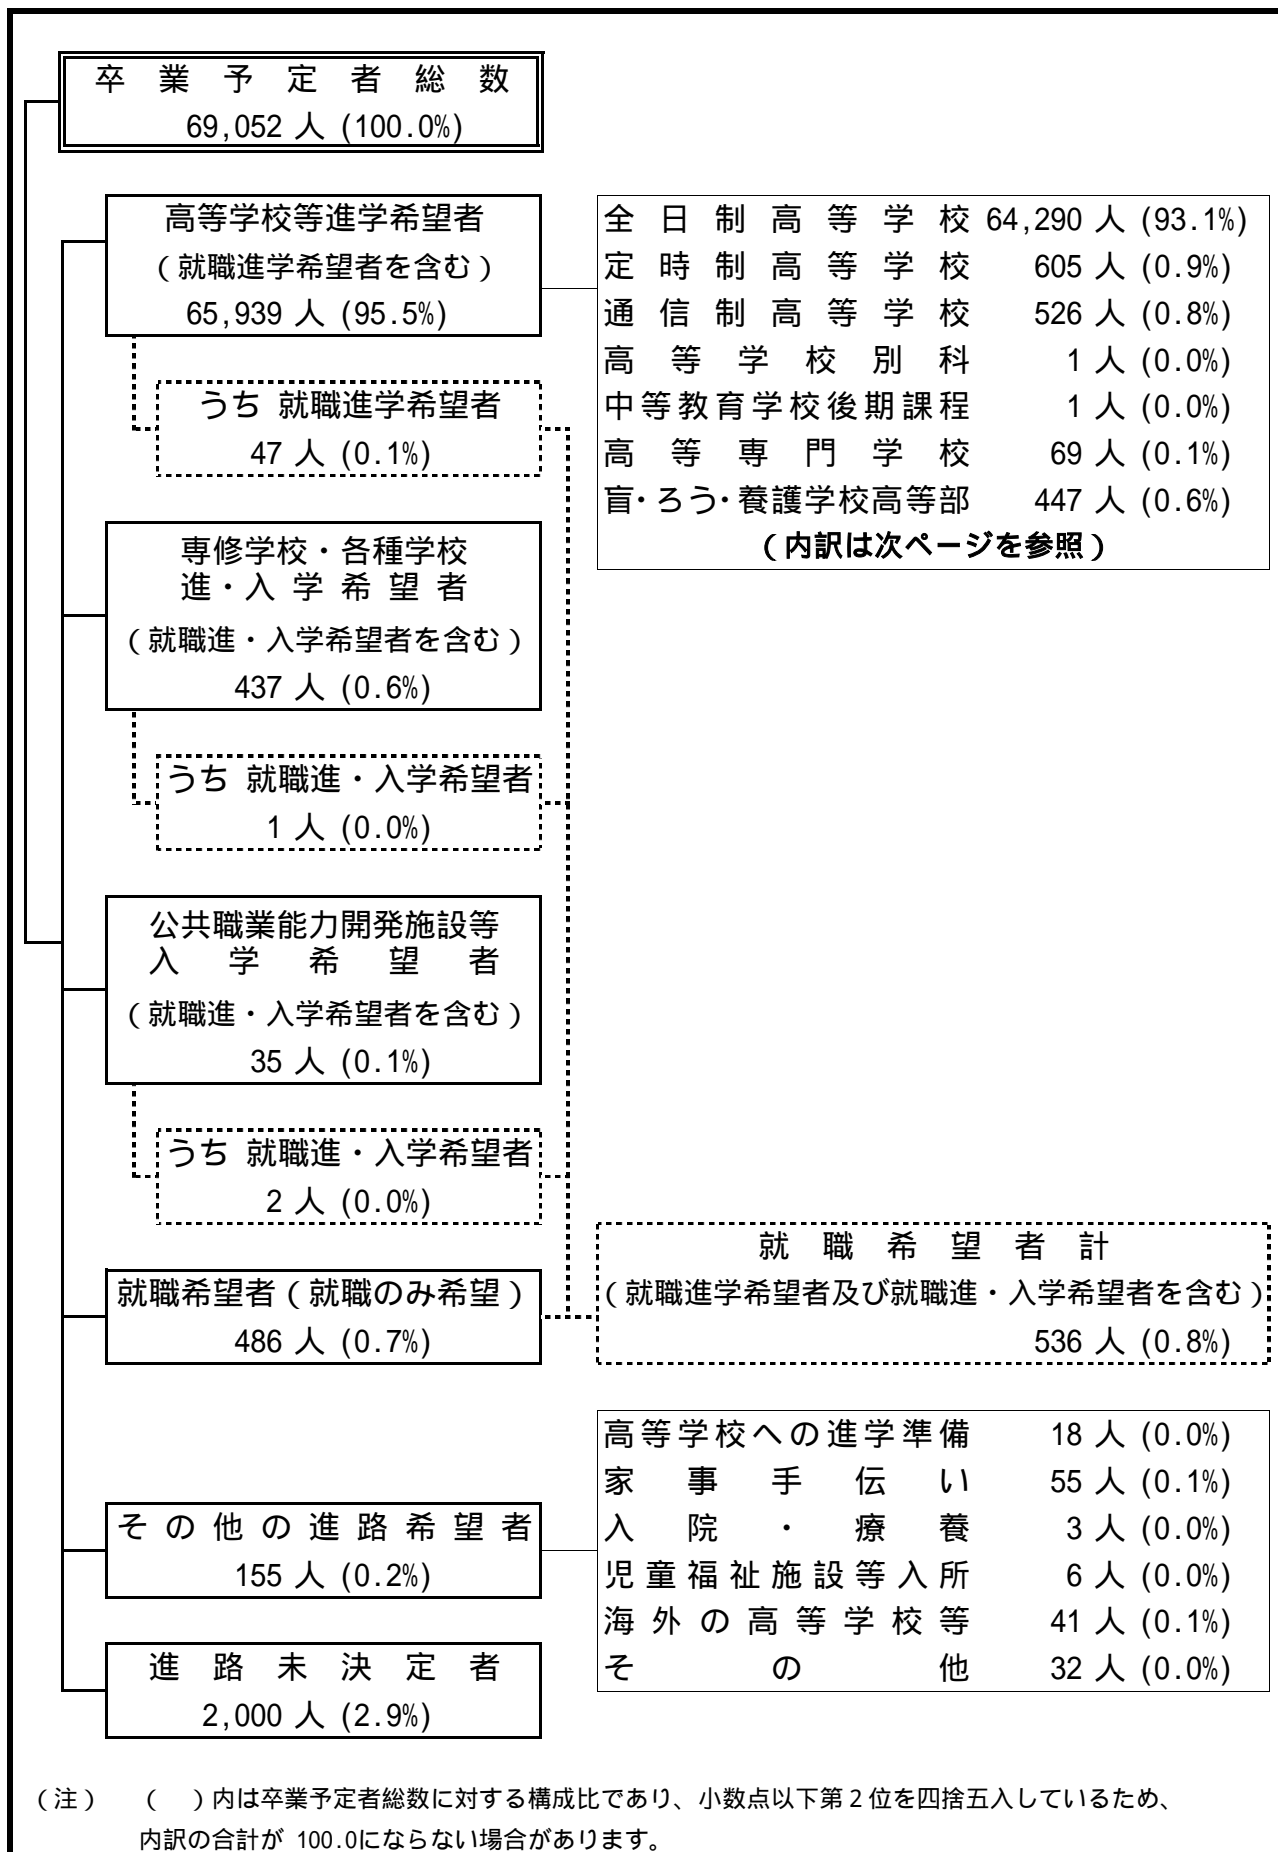 卒業予定者総数
69,052 人 (100.0%)
高等学校等進学希望者
(就職進学希望者を含む)
65,939 人 (95.5%)
全日制高等学校 64,290 人 (93.1%)
定時制高等学校 605 人 (0.9%)
通信制高等学校 526 人 (0.8%)
高等学校別科 1 人 (0.0%)
中等教育学校後期課程 1 人 (0.0%)
高等専門学校 69 人 (0.1%)
盲・ろう・養護学校高等部 447 人 (0.6%)
(内訳は次ページを参照)
うち 就職進学希望者
47 人 (0.1%)
専修学校・各種学校
進・入学希望者
(就職進・入学希望者を含む)
437 人 (0.6%)
うち 就職進・入学希望者
1 人 (0.0%)
公共職業能力開発施設等
入学希望者
(就職進・入学希望者を含む)
35 人 (0.1%)
うち 就職進・入学希望者
2 人 (0.0%)
就職希望者(就職のみ希望)
486 人 (0.7%)
就職希望者計
(就職進学希望者及び就職進・入学希望者を含む)
536 人 (0.8%)
その他の進路希望者
155 人 (0.2%)
高等学校への進学準備 18 人 (0.0%)
家事手伝い 55 人 (0.1%)
入院・療養 3 人 (0.0%)
児童福祉施設等入所 6 人 (0.0%)
海外の高等学校等 41 人 (0.1%)
その他 32 人 (0.0%)
進路未決定者
2,000 人 (2.9%)
(注) ( )内は卒業予定者総数に対する構成比であり、小数点以下第2位を四捨五入しているため、
内訳の合計が 100.0にならない場合があります。